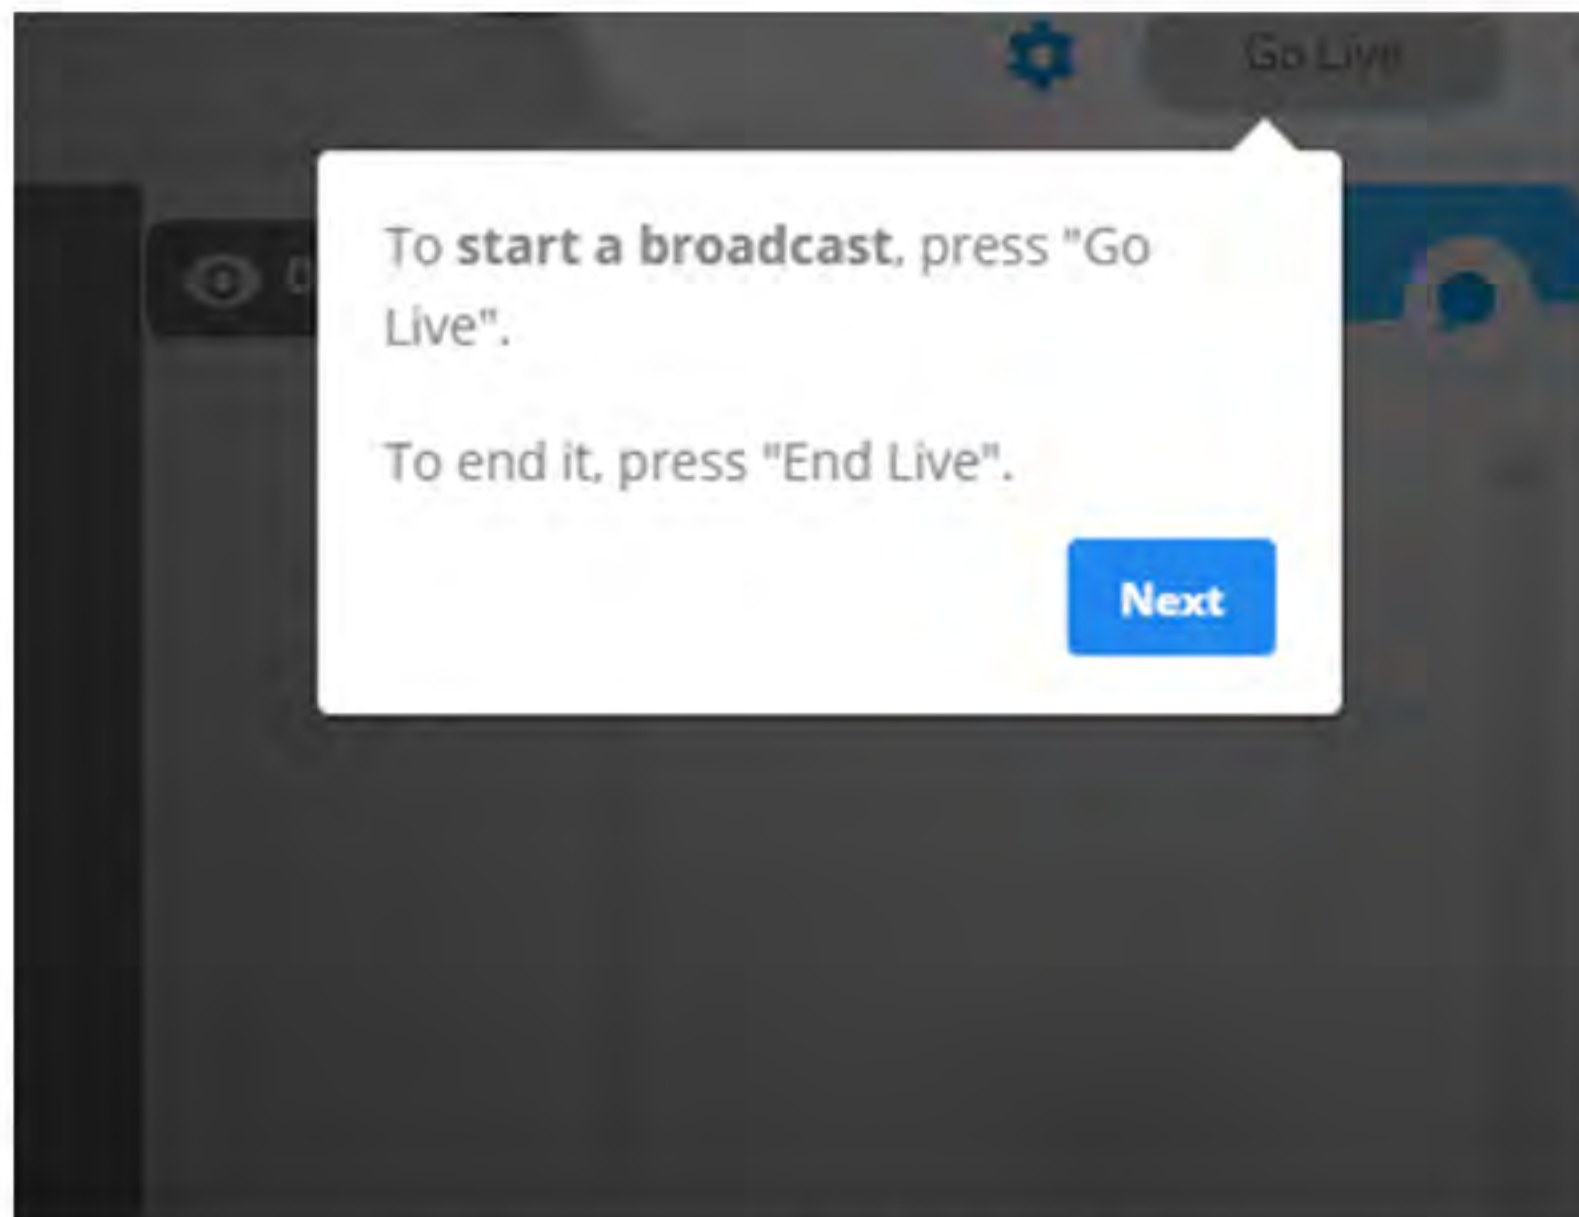 Go Live
To start a broadcast, press "Go
Live".
To end it, press "End Live".
Next